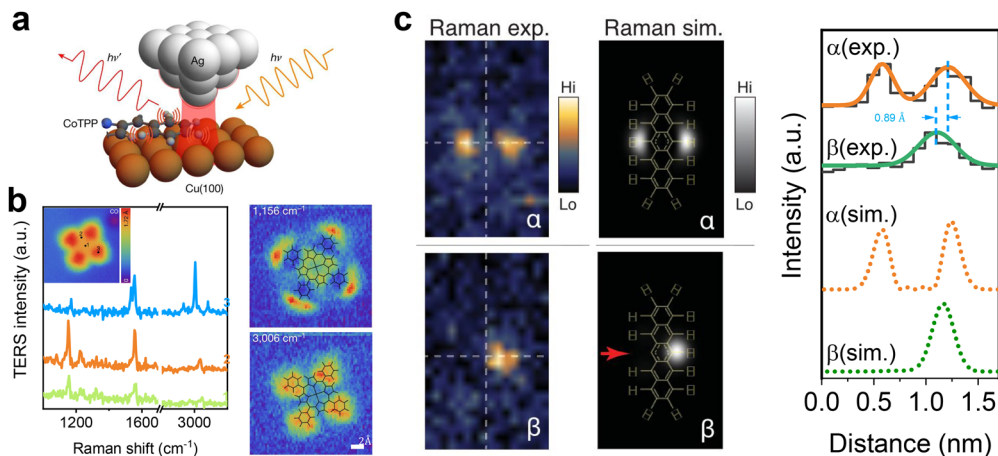 a
hν'
Ag
hν
CoTPP
Cu(100)
b
TERS intensity (a.u.)
1200
1600
3000
Raman shift (cm-1)
1,156 cm-1
3,006 cm-1
2Å
c
Raman exp.
Raman sim.
Hi
Lo
Hi
Lo
α
α
β
β
Intensity (a.u.)
α(exp.)
0.89 Å
β(exp.)
α(sim.)
β(sim.)
0.0 0.5 1.0 1.5
Distance (nm)